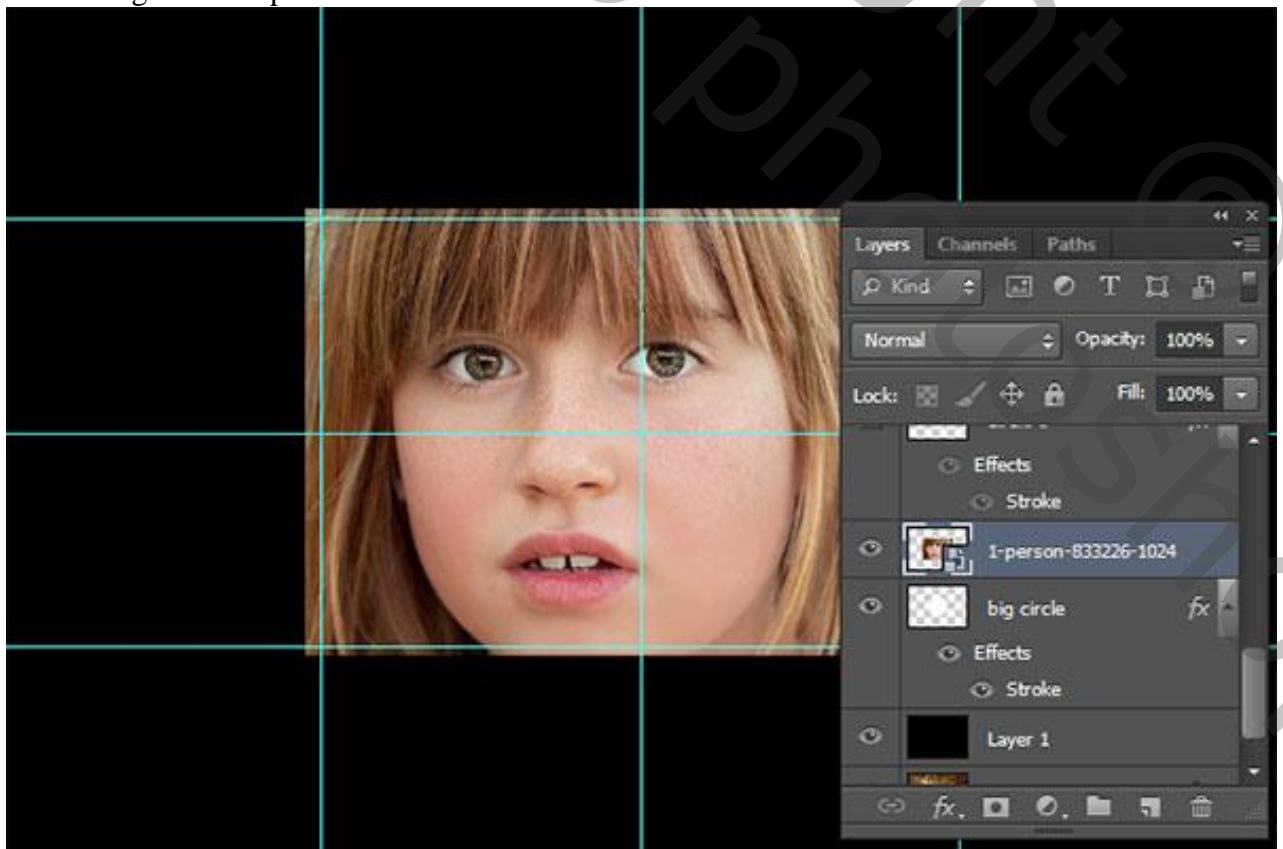 Layers Channels Paths
Kind T
Normal Opacity: 100%
Lock: Fill: 100%
Effects
Stroke
1-person-833226-1024
big circle fx
Effects
Stroke
Layer 1
fx.